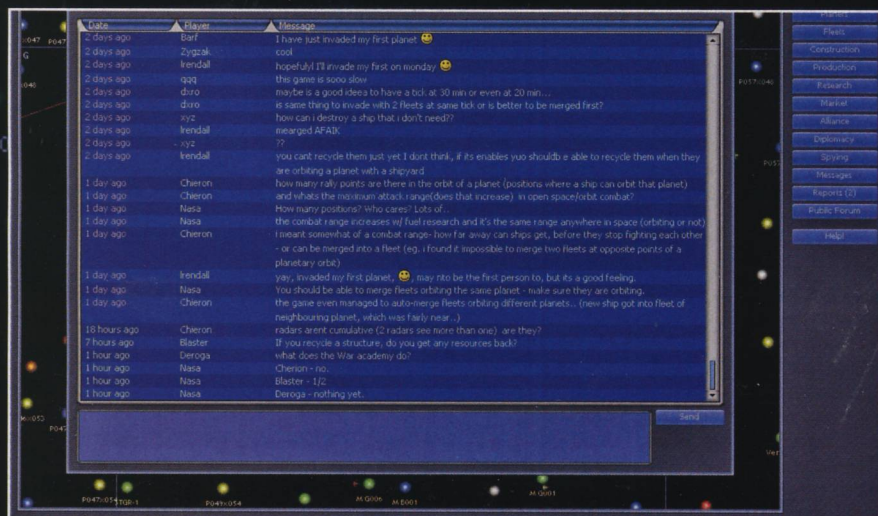 Date Player Message
2 days ago Barf I have just invaded my first planet
2 days ago Zygzak cool
2 days ago Irendall hopefulyl I'll invade my first on monday
2 days ago qqq this game is sooo slow
2 days ago dxro maybe is a good ideea to have a tick at 30 min or even at 20 min...
2 days ago dxro is same thing to invade with 2 fleets at same tick or is better to be merged first?
2 days ago xyz how can i destroy a ship that i don't need??
2 days ago Irendall mearged AFAIK
2 days ago xyz ??
2 days ago Irendall you cant recycle them just yet I dont think, if its enables yuo shouldb e able to recycle them when they
are orbiting a planet with a shipyard
1 day ago Chieron how many rally points are there in the orbit of a planet (positions where a ship can orbit that planet)
1 day ago Chieron and whats the maximum attack range(dues that increase) in open space/orbit combat?
1 day ago Nasa How many positions? Who cares? Lots of..
1 day ago Nasa the combat range increases w/ fuel research and it's the same range anywhere in space (orbiting or not)
1 day ago Chieron I meant somewhat of a combat range- how far away can ships get, before they stop fighting each other
- or can be merged into a fleet (eg. i found it impossible to merge two fleets at opposite points of a
planetary orbit)
1 day ago Irendall yay, invaded my first planet, , may nto be the first person to, but its a good feeling.
1 day ago Nasa You should be able to merge fleets orbiting the same planet - make sure they are orbiting.
1 day ago Chieron the game even managed to auto-merge fleets orbiting different planets.. (new ship got into fleet of
neighbouring planet, which was fairly near...)
18 hours ago Chieron radars arent cumulative (2 radars see more than one) are they?
7 hours ago Blaster If you recycle a structure, do you get any resources back?
1 hour ago Deroga what does the War academy do?
1 hour ago Nasa Cherion - no.
1 hour ago Nasa Blaster - 1/2
1 hour ago Nasa Deroga - nothing yet.
Send
Planets
Fleets
Construction
Production
Research
Market
Alliance
Diplomacy
Spying
Messages
Reports (2)
Public Forum
Help!
P047
G
P057x046
P047x054
TGR-1
P049x054
M Q006
M E001
M Q001
Ver